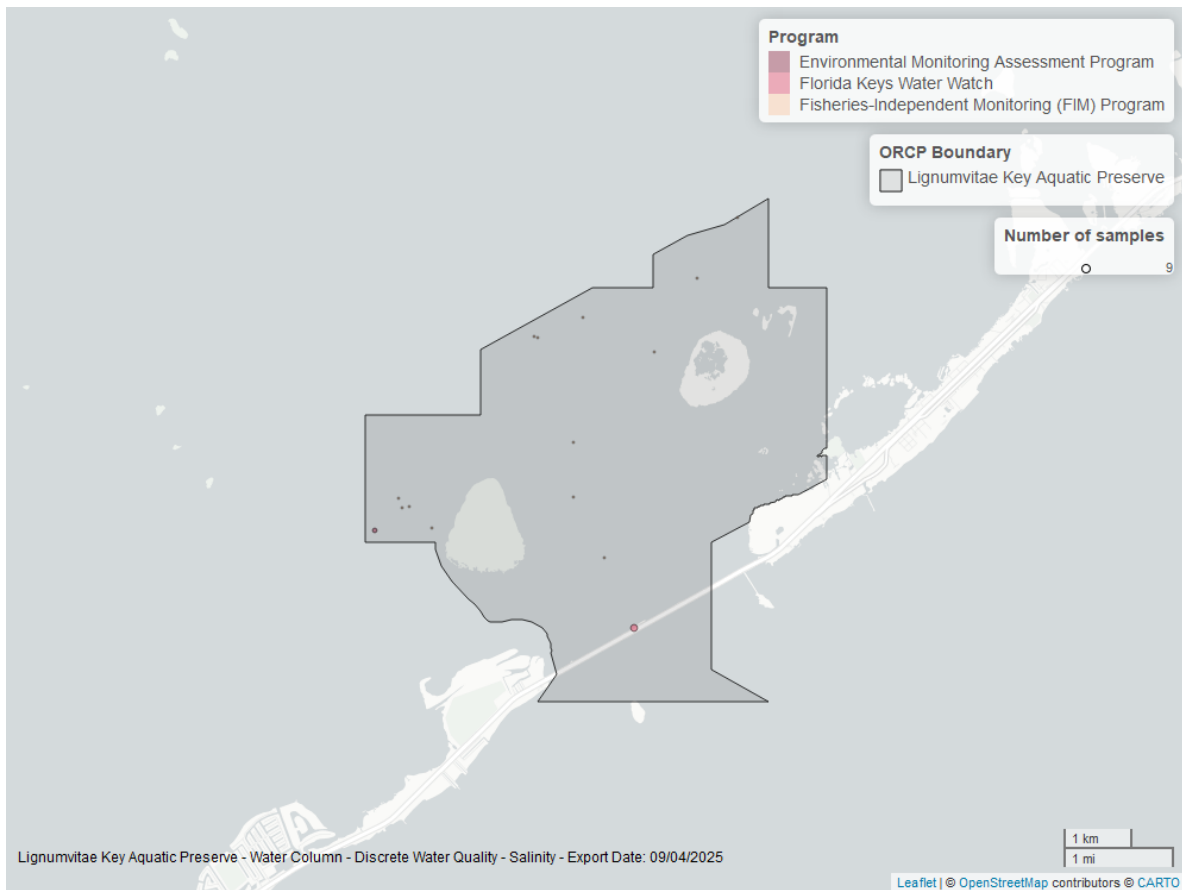 Program
Environmental Monitoring Assessment Program
Florida Keys Water Watch
Fisheries-Independent Monitoring (FIM) Program
ORCP Boundary
Lignumvitae Key Aquatic Preserve
Number of samples
9
1 km
1 mi
Lignumvitae Key Aquatic Preserve - Water Column - Discrete Water Quality - Salinity - Export Date: 09/04/2025
Leaflet | © OpenStreetMap contributors © CARTO